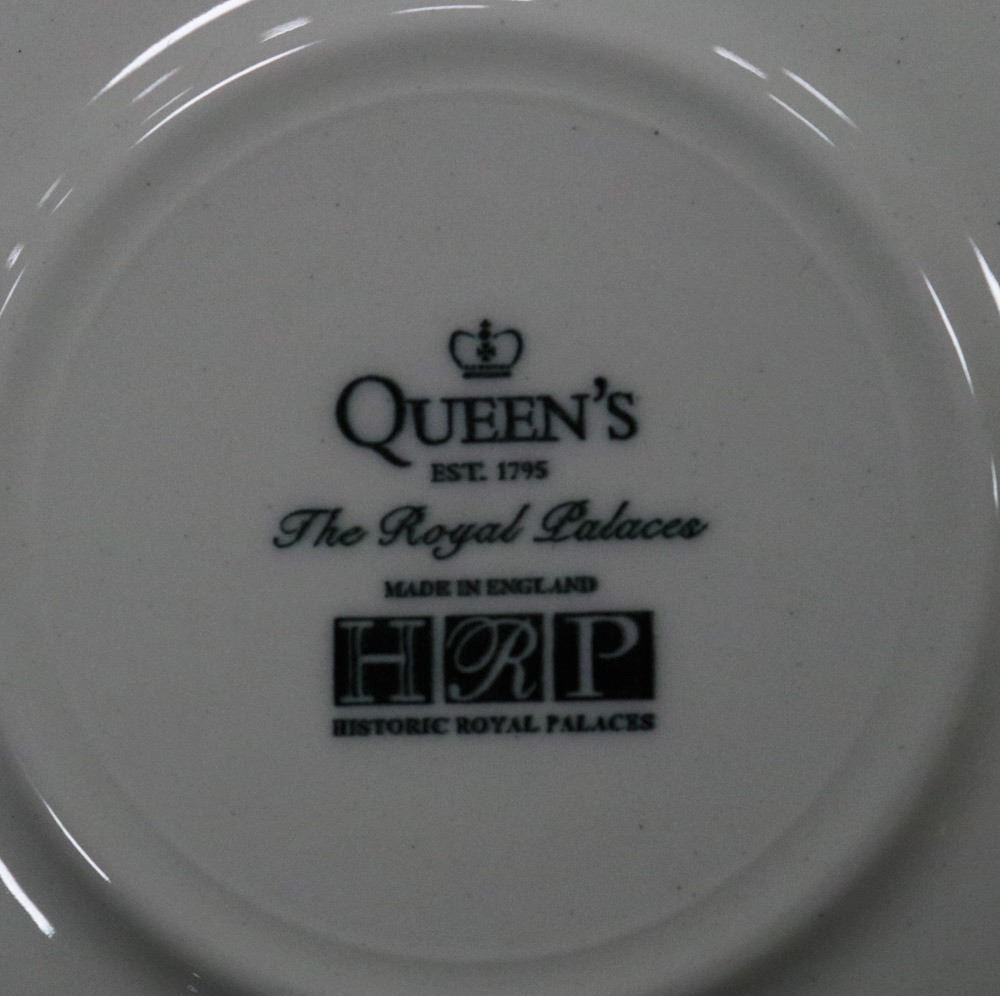 QUEEN'S
EST. 1795
The Royal Palaces
MADE IN ENGLAND
HRP
HISTORIC ROYAL PALACES